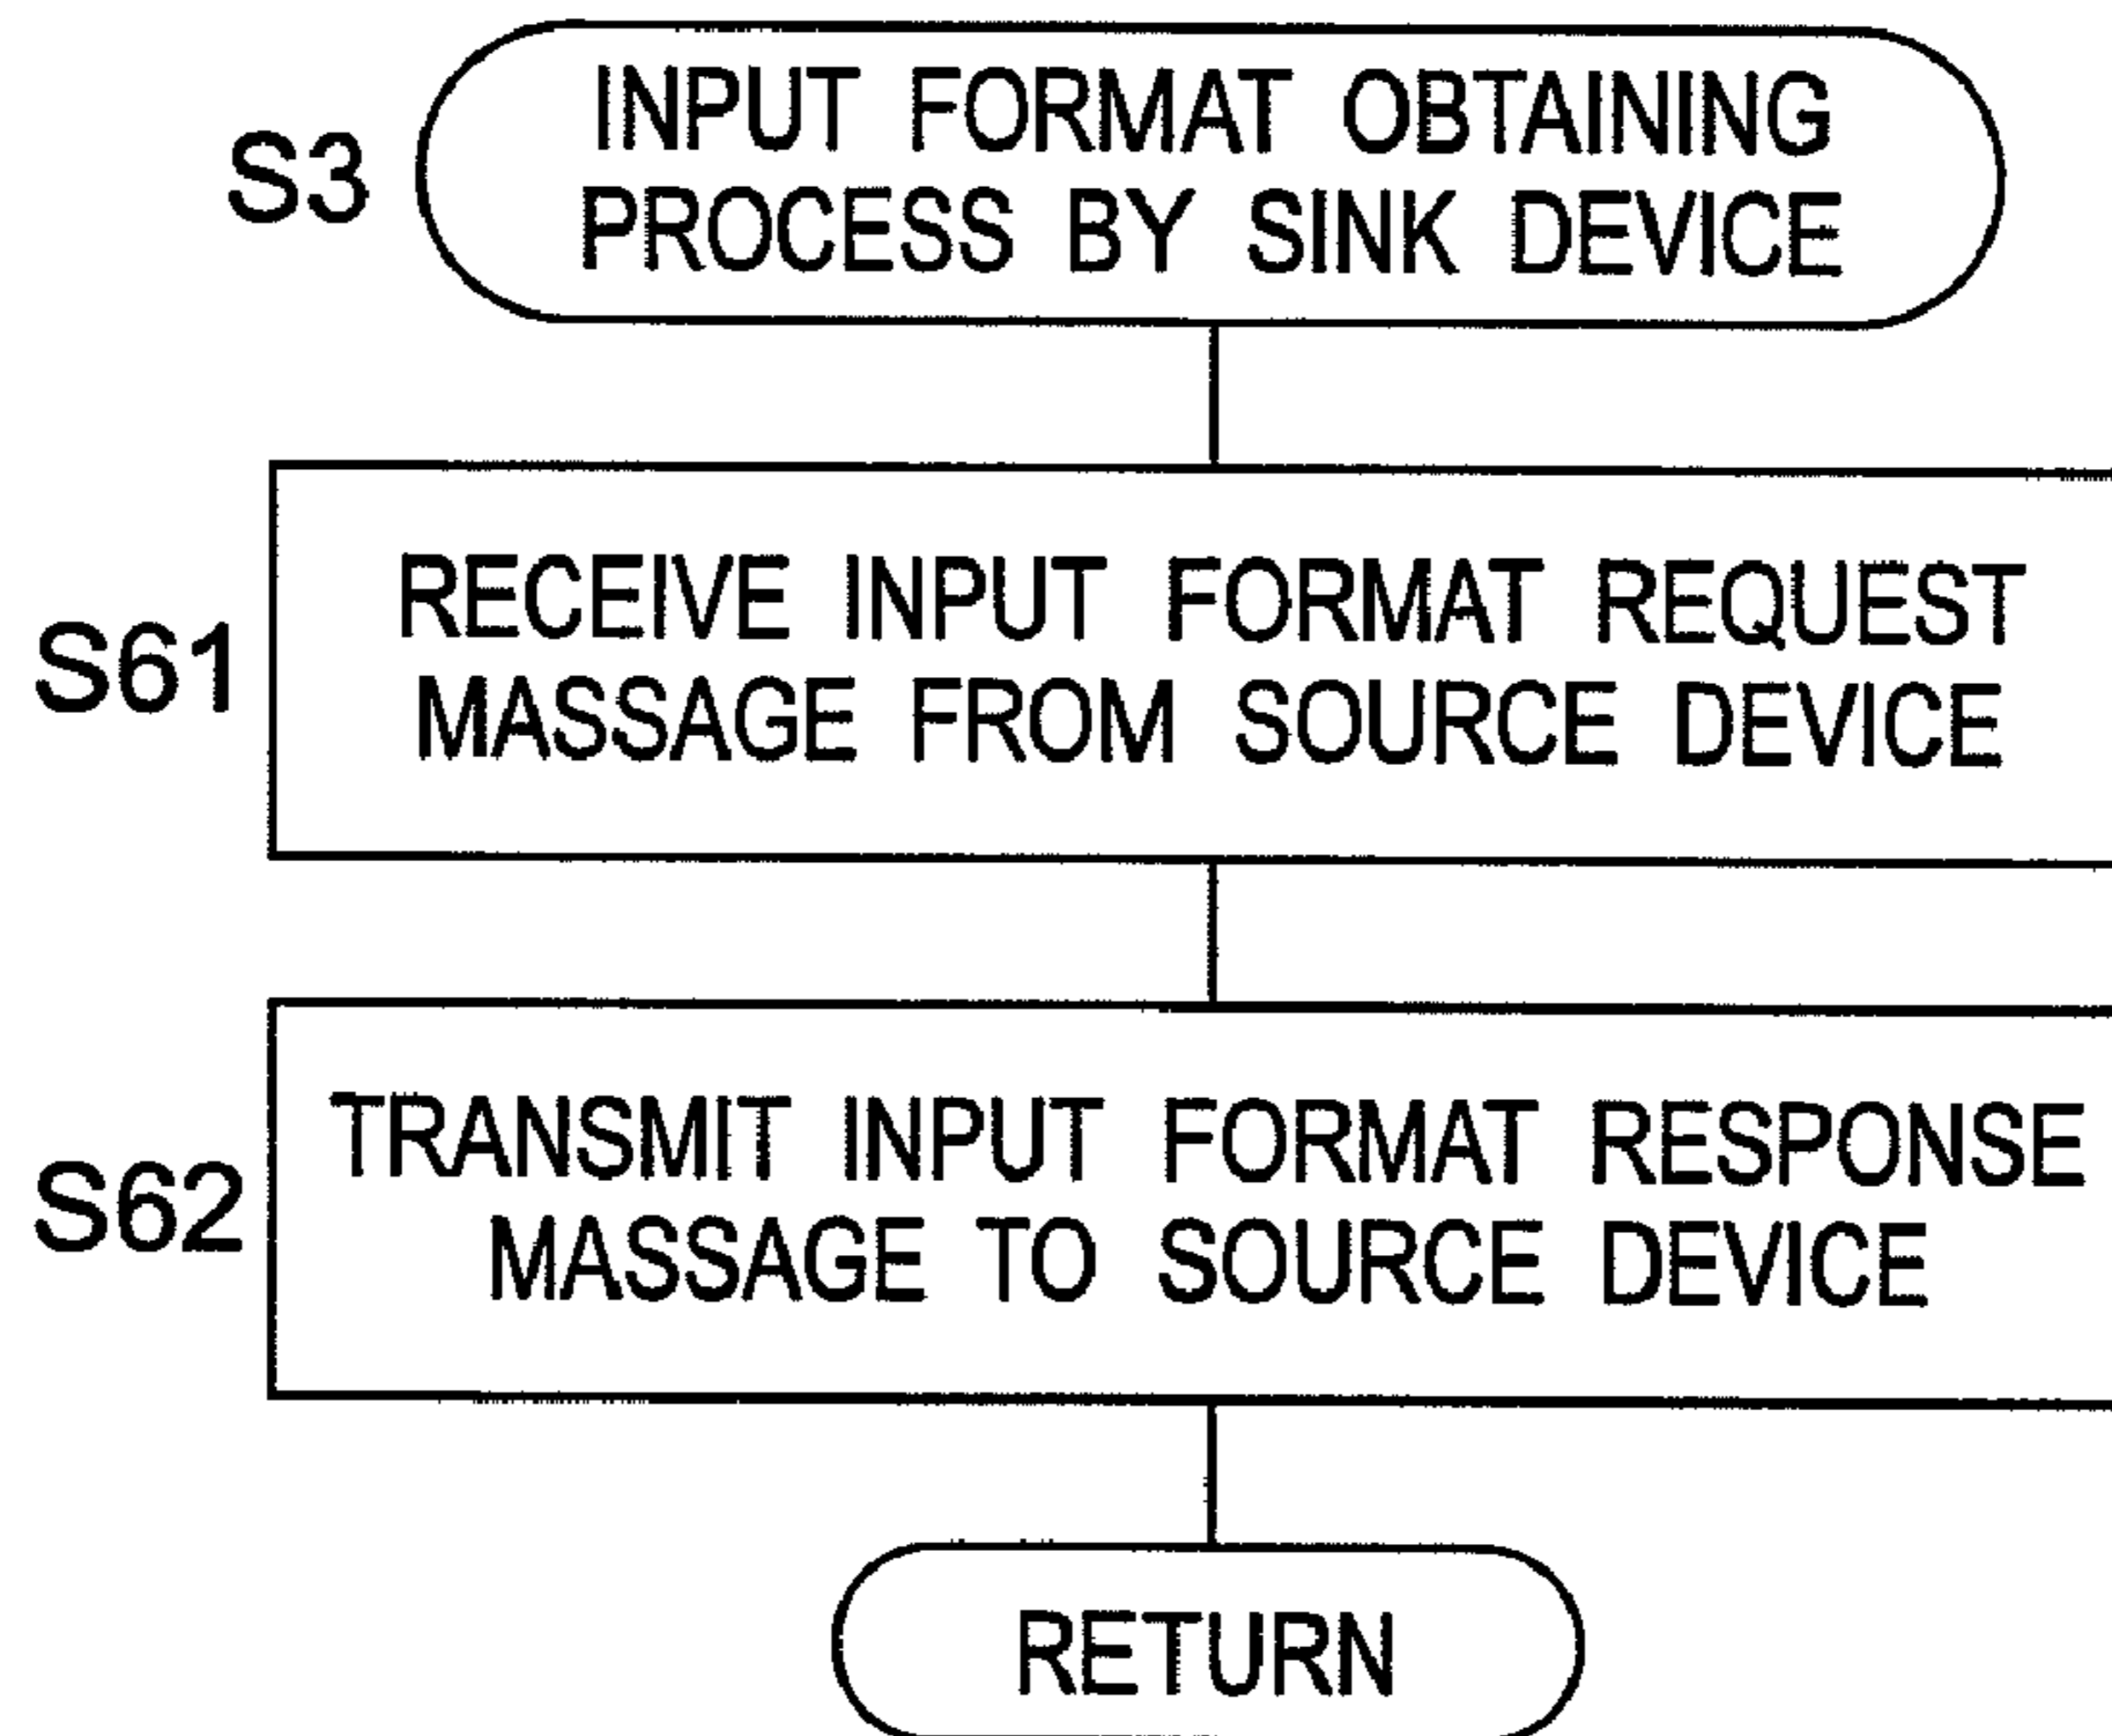 S3
INPUT FORMAT OBTAINING
PROCESS BY SINK DEVICE
S61
RECEIVE INPUT FORMAT REQUEST
MASSAGE FROM SOURCE DEVICE
S62
TRANSMIT INPUT FORMAT RESPONSE
MASSAGE TO SOURCE DEVICE
RETURN